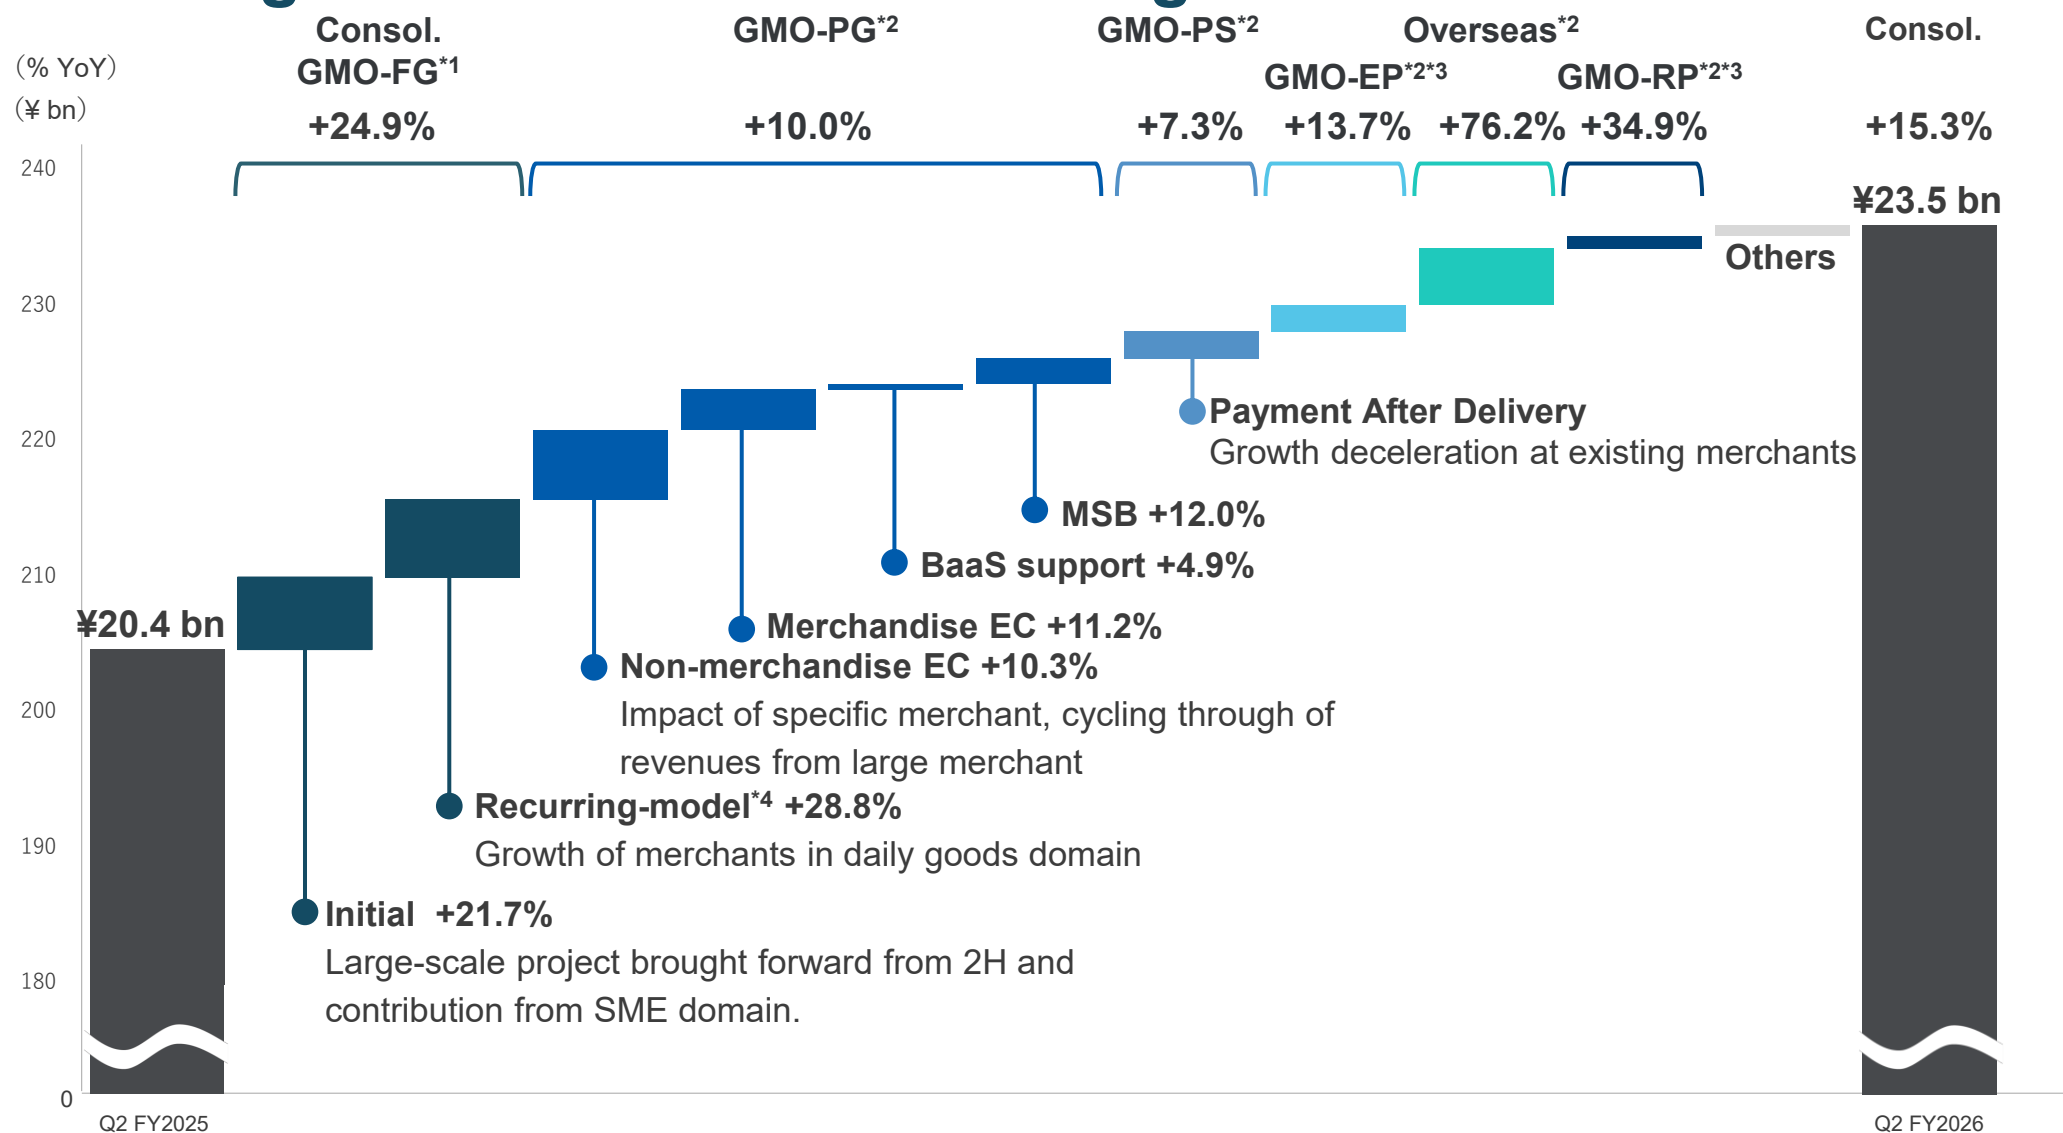 Consol.
GMO-FG*1
GMO-PG*2
GMO-PS*2
Overseas*2
Consol.
GMO-EP*2*3
GMO-RP*2*3
(% YoY)
(¥ bn)
+24.9%
+10.0%
+7.3%
+13.7%
+76.2%
+34.9%
+15.3%
240
230
220
210
200
190
180
0
¥23.5 bn
Others
Payment After Delivery
Growth deceleration at existing merchants
MSB +12.0%
BaaS support +4.9%
¥20.4 bn
Merchandise EC +11.2%
Non-merchandise EC +10.3%
Impact of specific merchant, cycling through of
revenues from large merchant
Recurring-model*4 +28.8%
Growth of merchants in daily goods domain
Initial +21.7%
Large-scale project brought forward from 2H and
contribution from SME domain.
Q2 FY2025
Q2 FY2026